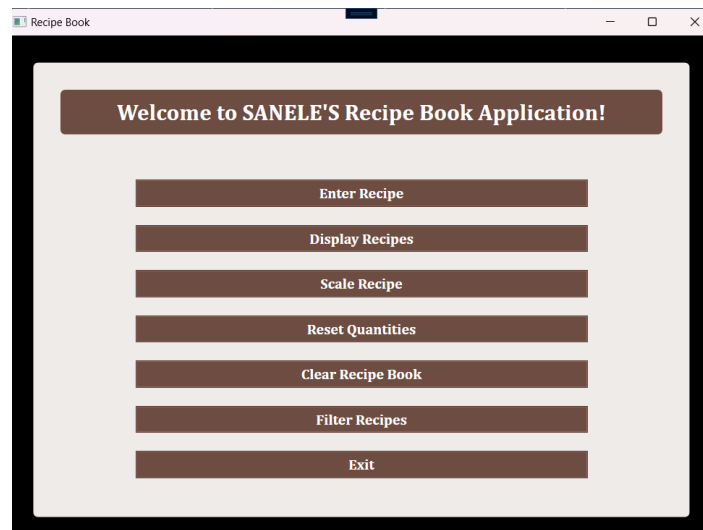 Recipe Book
Welcome to SANELE'S Recipe Book Application!
Enter Recipe
Display Recipes
Scale Recipe
Reset Quantities
Clear Recipe Book
Filter Recipes
Exit